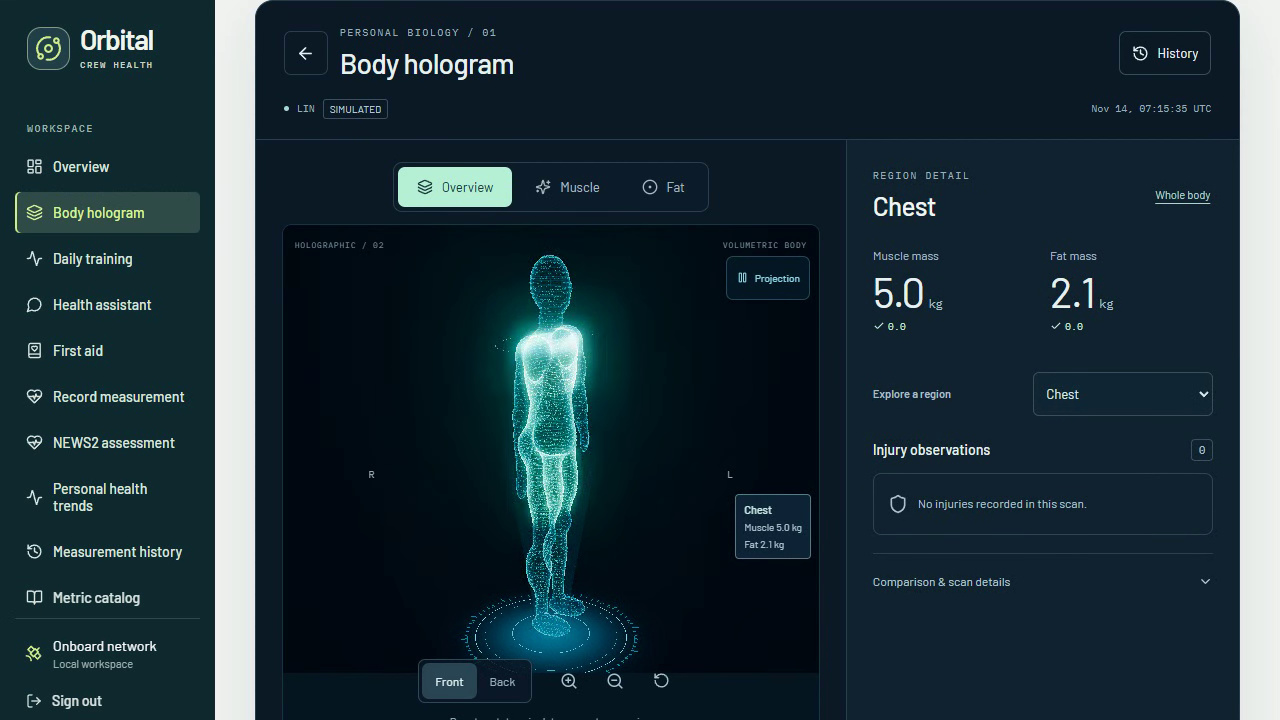 Orbital
CREW HEALTH
WORKSPACE
Overview
Body hologram
Daily training
Health assistant
First aid
Record measurement
NEWS2 assessment
Personal health
trends
Measurement history
Metric catalog
Onboard network
Local workspace
Sign out
PERSONAL BIOLOGY / 01
Body hologram
History
LIN
SIMULATED
Nov 14, 07:15:35 UTC
Overview
Muscle
Fat
HOLOGRAPHIC / 02
VOLUMETRIC BODY
Projection
R
L
Chest
Muscle 5.0 kg
Fat 2.1 kg
Front
Back
REGION DETAIL
Chest
Whole body
Muscle mass
5.0 kg
0.0
Fat mass
2.1 kg
0.0
Explore a region
Chest
Injury observations
0
No injuries recorded in this scan.
Comparison & scan details